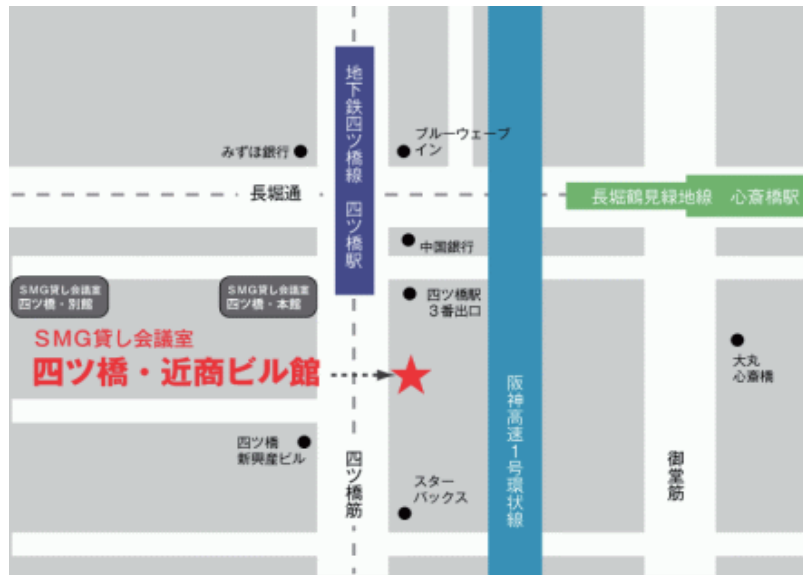 地下鉄四ツ橋線 四ツ橋駅
みずほ銀行
ブルーウェーブ
イン
長堀通
長堀鶴見緑地線 心斎橋駅
中国銀行
SMG貸し会議室
四ツ橋・別館
SMG貸し会議室
四ツ橋・本館
四ツ橋駅
3番出口
SMG貸し会議室
四ツ橋・近商ビル館
大丸
心斎橋
阪神高速1号環状線
四ツ橋
新興産ビル
四ツ橋筋
スター
バックス
御堂筋